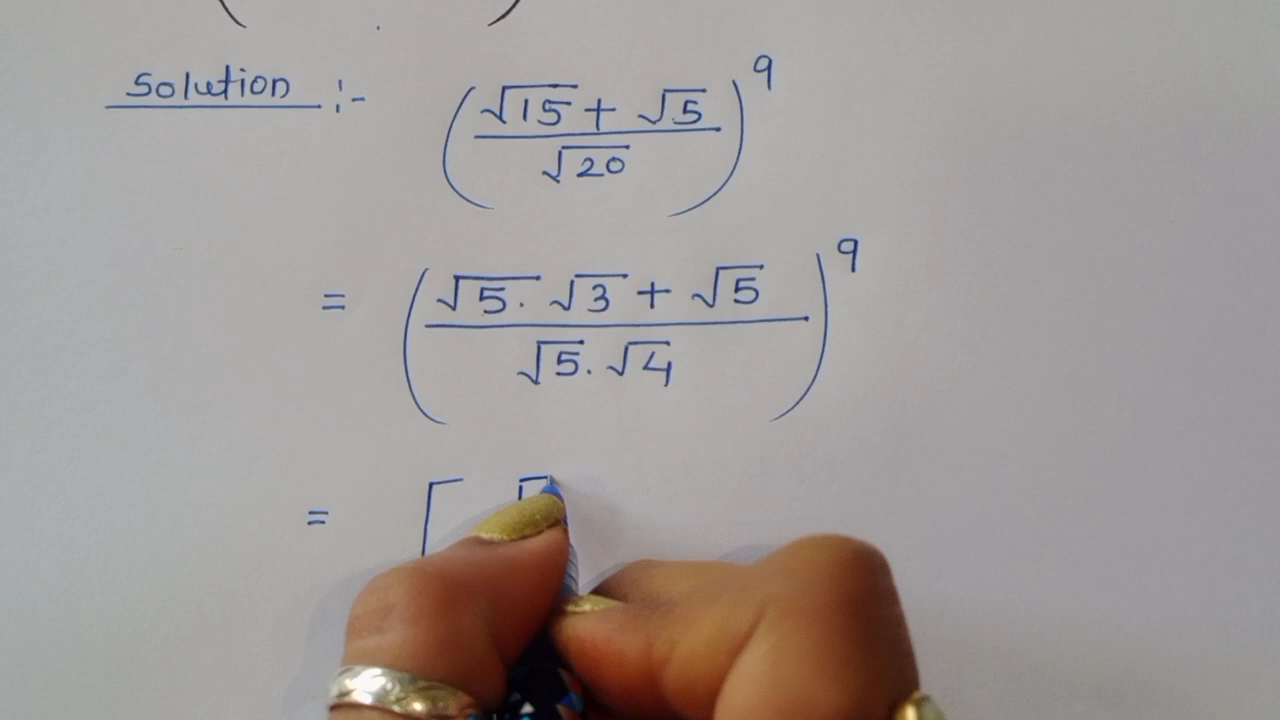 Solution :-
(√15 + √5 / √20)^9
= (√5 . √3 + √5 / √5 . √4)^9
= [ √